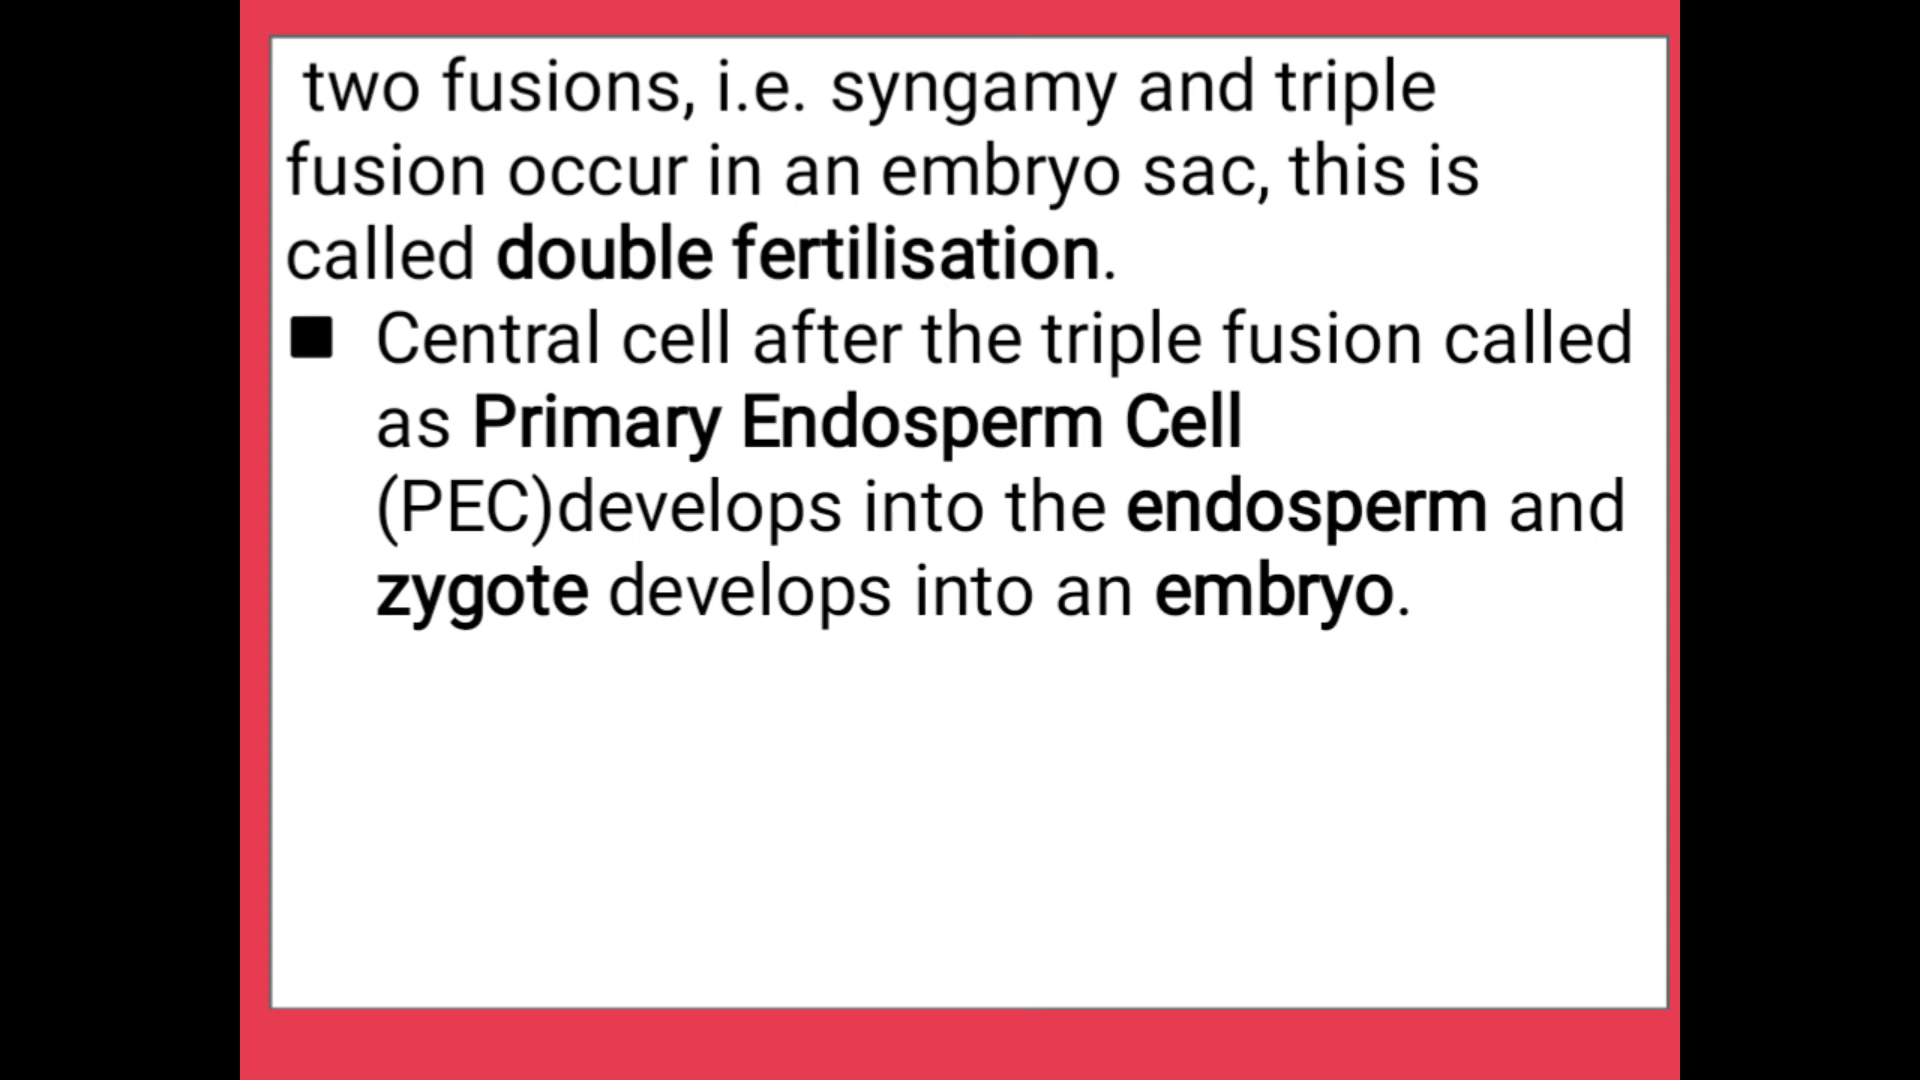 two fusions, i.e. syngamy and triple
fusion occur in an embryo sac, this is
called double fertilisation.
■ Central cell after the triple fusion called
as Primary Endosperm Cell
(PEC)develops into the endosperm and
zygote develops into an embryo.